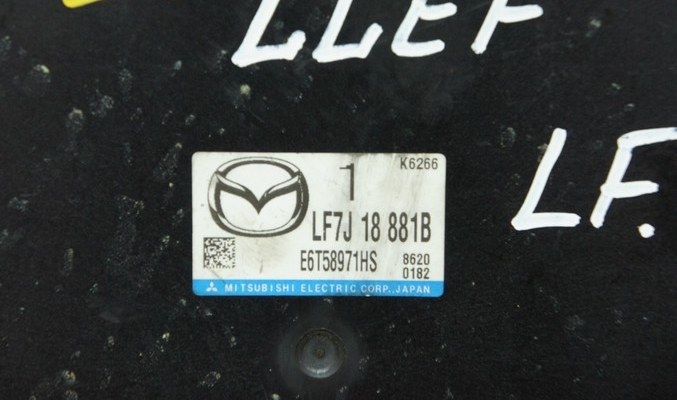 LLEF
LF.
1
K6266
LF7J 18 881B
E6T58971HS
8620
0182
MITSUBISHI ELECTRIC CORP., JAPAN